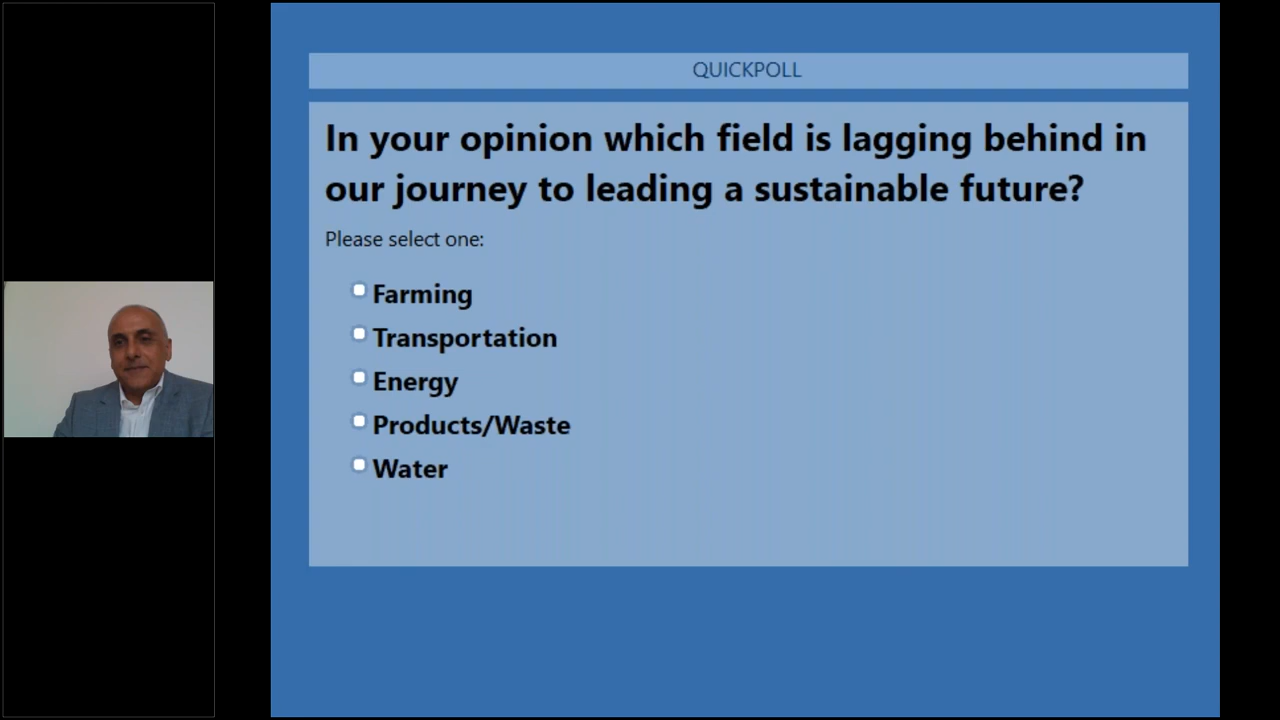 QUICKPOLL
In your opinion which field is lagging behind in
our journey to leading a sustainable future?
Please select one:
Farming
Transportation
Energy
Products/Waste
Water